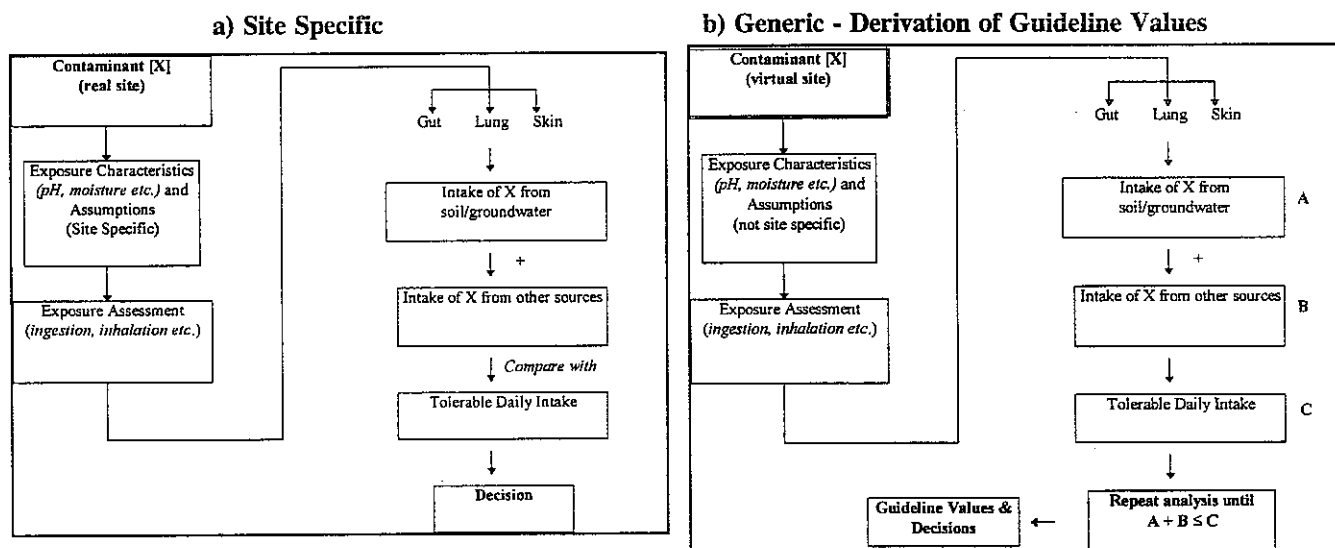 a) Site Specific
Contaminant [X]
(real site)
Exposure Characteristics
(pH, moisture etc.) and
Assumptions
(Site Specific)
Exposure Assessment
(ingestion, inhalation etc.)
Gut Lung Skin
Intake of X from
soil/groundwater
+
Intake of X from other sources
Compare with
Tolerable Daily Intake
Decision
b) Generic - Derivation of Guideline Values
Contaminant [X]
(virtual site)
Exposure Characteristics
(pH, moisture etc.) and
Assumptions
(not site specific)
Exposure Assessment
(ingestion, inhalation etc.)
Gut Lung Skin
Intake of X from
soil/groundwater
A
+
Intake of X from other sources
B
Tolerable Daily Intake
C
Repeat analysis until
A + B ≤ C
Guideline Values &
Decisions